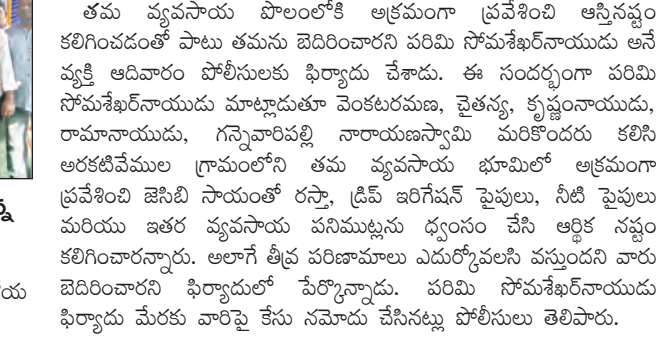 తమ వ్యవసాయ పొలంలోకి అక్రమంగా ప్రవేశించి ఆస్తినష్టం
కలిగించడంతో పాటు తమను బెదిరించారని పరిమి సోమశేఖర్‌నాయుడు అనే
వ్యక్తి ఆదివారం పోలీసులకు ఫిర్యాదు చేశాడు. ఈ సందర్భంగా పరిమి
సోమశేఖర్‌నాయుడు మాట్లాడుతూ వెంకటరమణ, చైతన్య, కృష్ణంనాయుడు,
రామానాయుడు, గన్నెవారిపల్లి నారాయణస్వామి మరికొందరు కలిసి
అరకటివేముల గ్రామంలోని తమ వ్యవసాయ భూమిలో అక్రమంగా
ప్రవేశించి జెసిబి సాయంతో రస్తా, డ్రిప్ ఇరిగేషన్ పైపులు, నీటి పైపులు
మరియు ఇతర వ్యవసాయ పనిముట్లను ధ్వంసం చేసి ఆర్థిక నష్టం
కలిగించారన్నారు. అలాగే తీవ్ర పరిణామాలు ఎదుర్కోవలసి వస్తుందని వారు
బెదిరించారని ఫిర్యాదులో పేర్కొన్నాడు. పరిమి సోమశేఖర్‌నాయుడు
ఫిర్యాదు మేరకు వారిపై కేసు నమోదు చేసినట్లు పోలీసులు తెలిపారు.